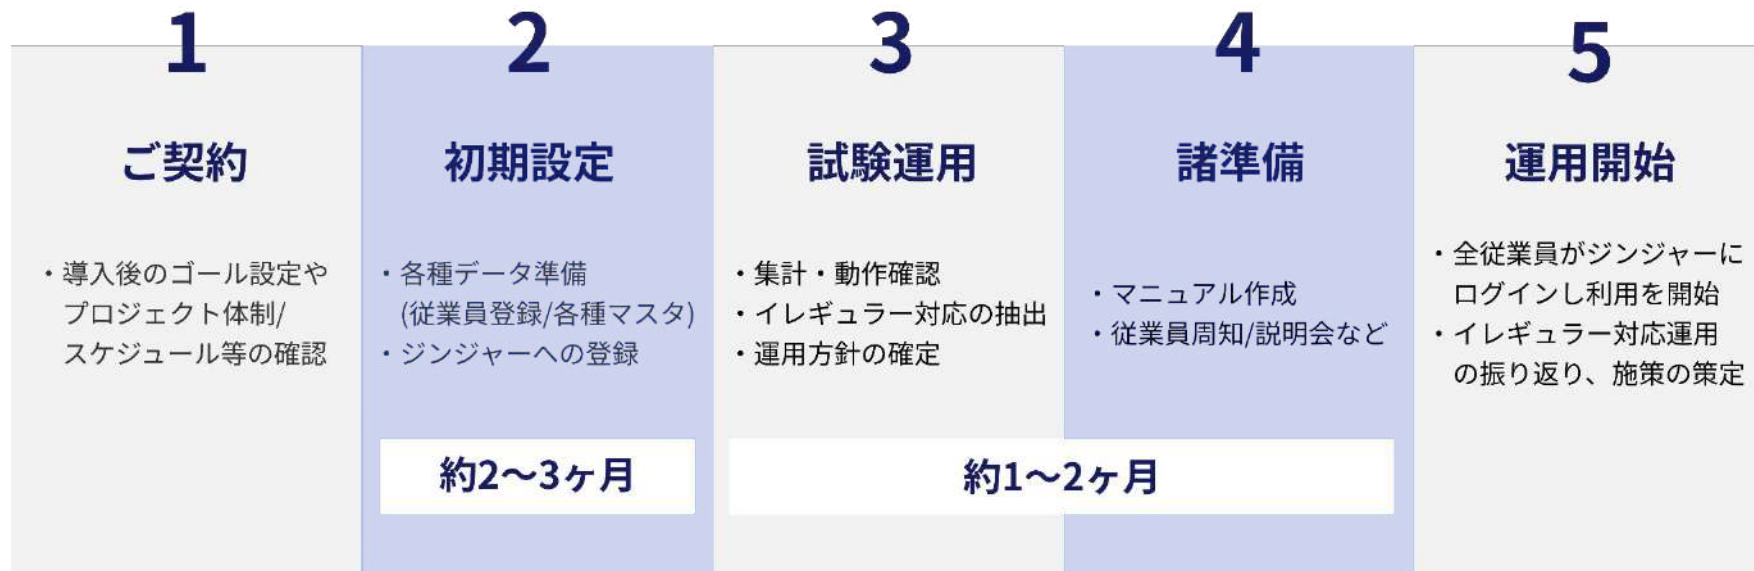 1
ご契約
・導入後のゴール設定や
プロジェクト体制/
スケジュール等の確認
2
初期設定
・各種データ準備
(従業員登録/各種マスタ)
・ジンジャーへの登録
約2〜3ヶ月
3
試験運用
・集計・動作確認
・イレギュラー対応の抽出
・運用方針の確定
4
諸準備
・マニュアル作成
・従業員周知/説明会など
約1〜2ヶ月
5
運用開始
・全従業員がジンジャーに
ログインし利用を開始
・イレギュラー対応運用
の振り返り、施策の策定